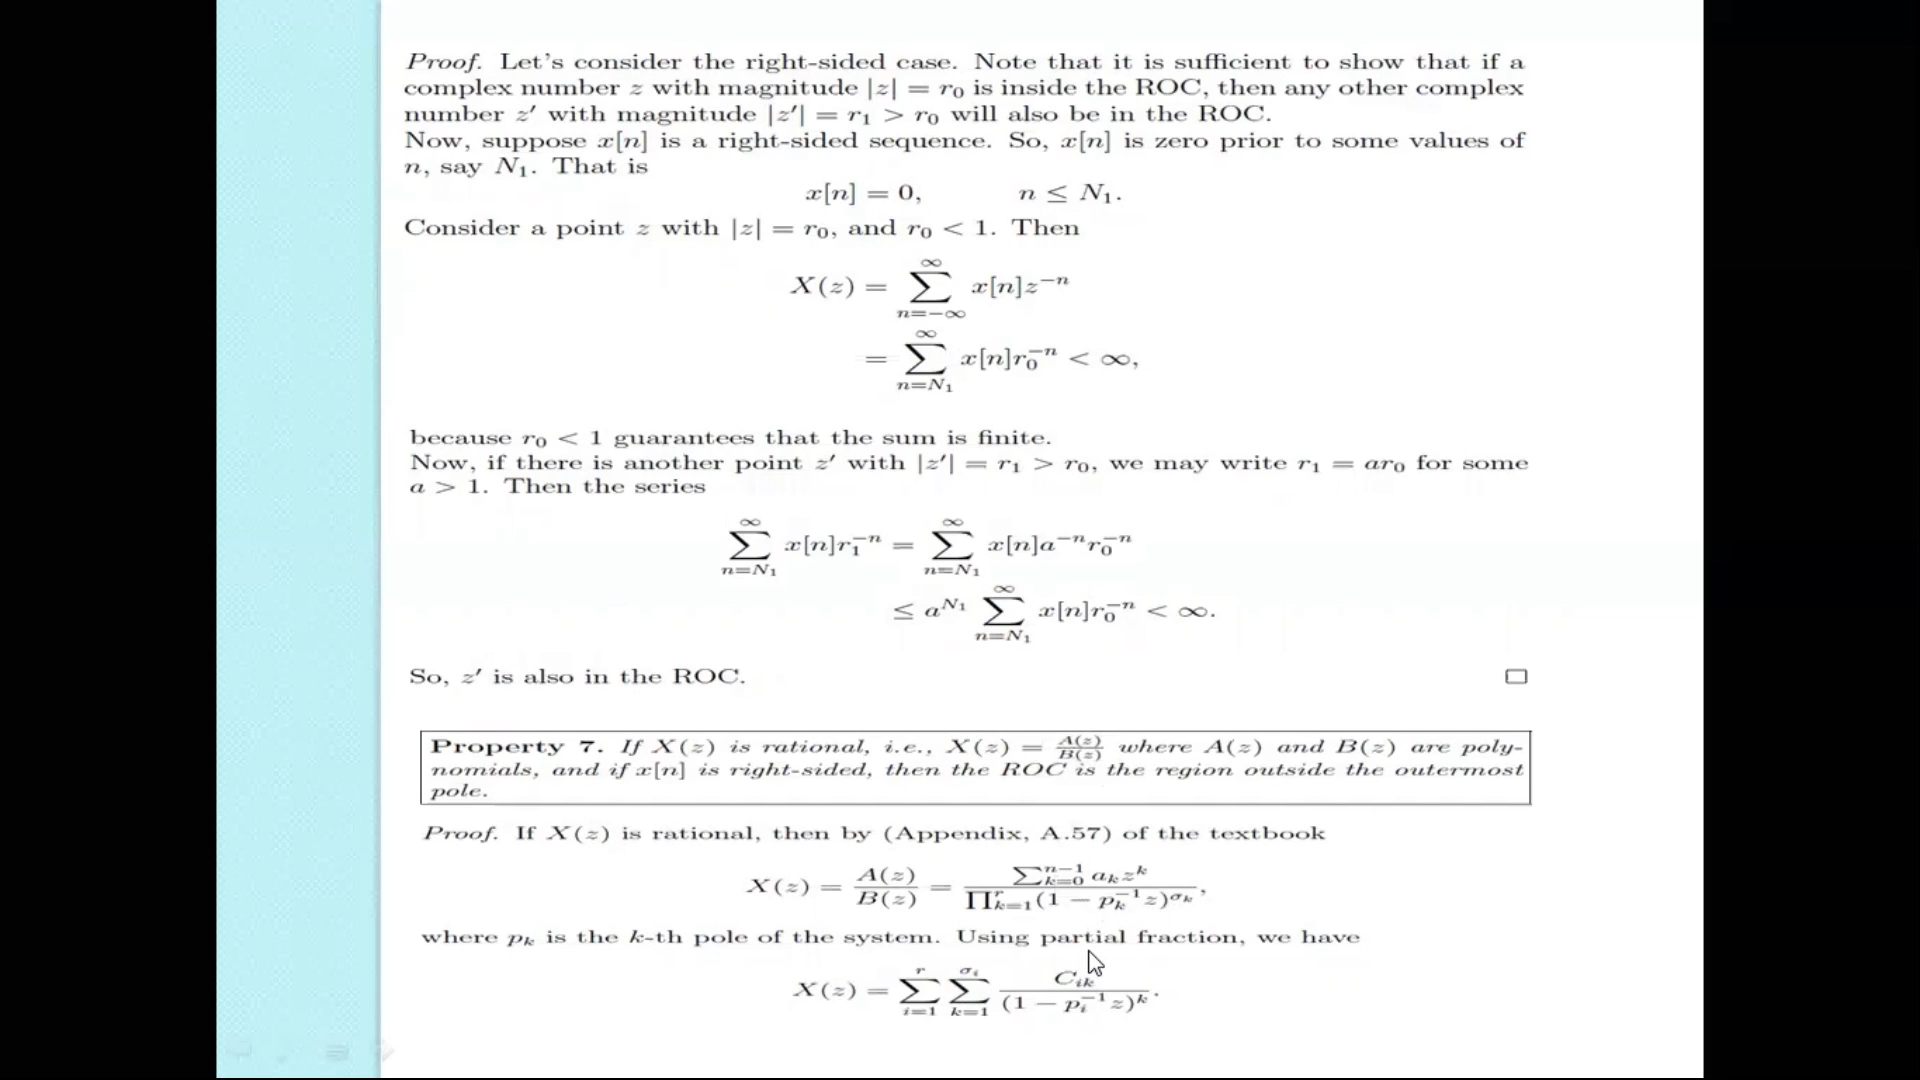 Proof. Let's consider the right-sided case. Note that it is sufficient to show that if a
complex number z with magnitude |z| = r₀ is inside the ROC, then any other complex
number z′ with magnitude |z′| = r₁ > r₀ will also be in the ROC.
Now, suppose x[n] is a right-sided sequence. So, x[n] is zero prior to some values of
n, say N₁. That is
x[n] = 0, n ≤ N₁.
Consider a point z with |z| = r₀, and r₀ < 1. Then
X(z) = ∑_{n=−∞}^{∞} x[n]z^{−n}
= ∑_{n=N₁}^{∞} x[n]r₀^{−n} < ∞,
because r₀ < 1 guarantees that the sum is finite.
Now, if there is another point z′ with |z′| = r₁ > r₀, we may write r₁ = ar₀ for some
a > 1. Then the series
∑_{n=N₁}^{∞} x[n]r₁^{−n} = ∑_{n=N₁}^{∞} x[n]a^{−n}r₀^{−n}
≤ a^{N₁} ∑_{n=N₁}^{∞} x[n]r₀^{−n} < ∞.
So, z′ is also in the ROC. □
Property 7. If X(z) is rational, i.e., X(z) = A(z)/B(z) where A(z) and B(z) are poly-
nomials, and if x[n] is right-sided, then the ROC is the region outside the outermost
pole.
Proof. If X(z) is rational, then by (Appendix, A.57) of the textbook
X(z) = A(z)/B(z) = ∑_{k=0}^{n−1} a_k z^k / ∏_{k=1}^{r} (1 − p_k^{−1}z)^{σ_k},
where p_k is the k-th pole of the system. Using partial fraction, we have
X(z) = ∑_{i=1}^{r} ∑_{k=1}^{σ_i} C_{ik} / (1 − p_i^{−1}z)^k.